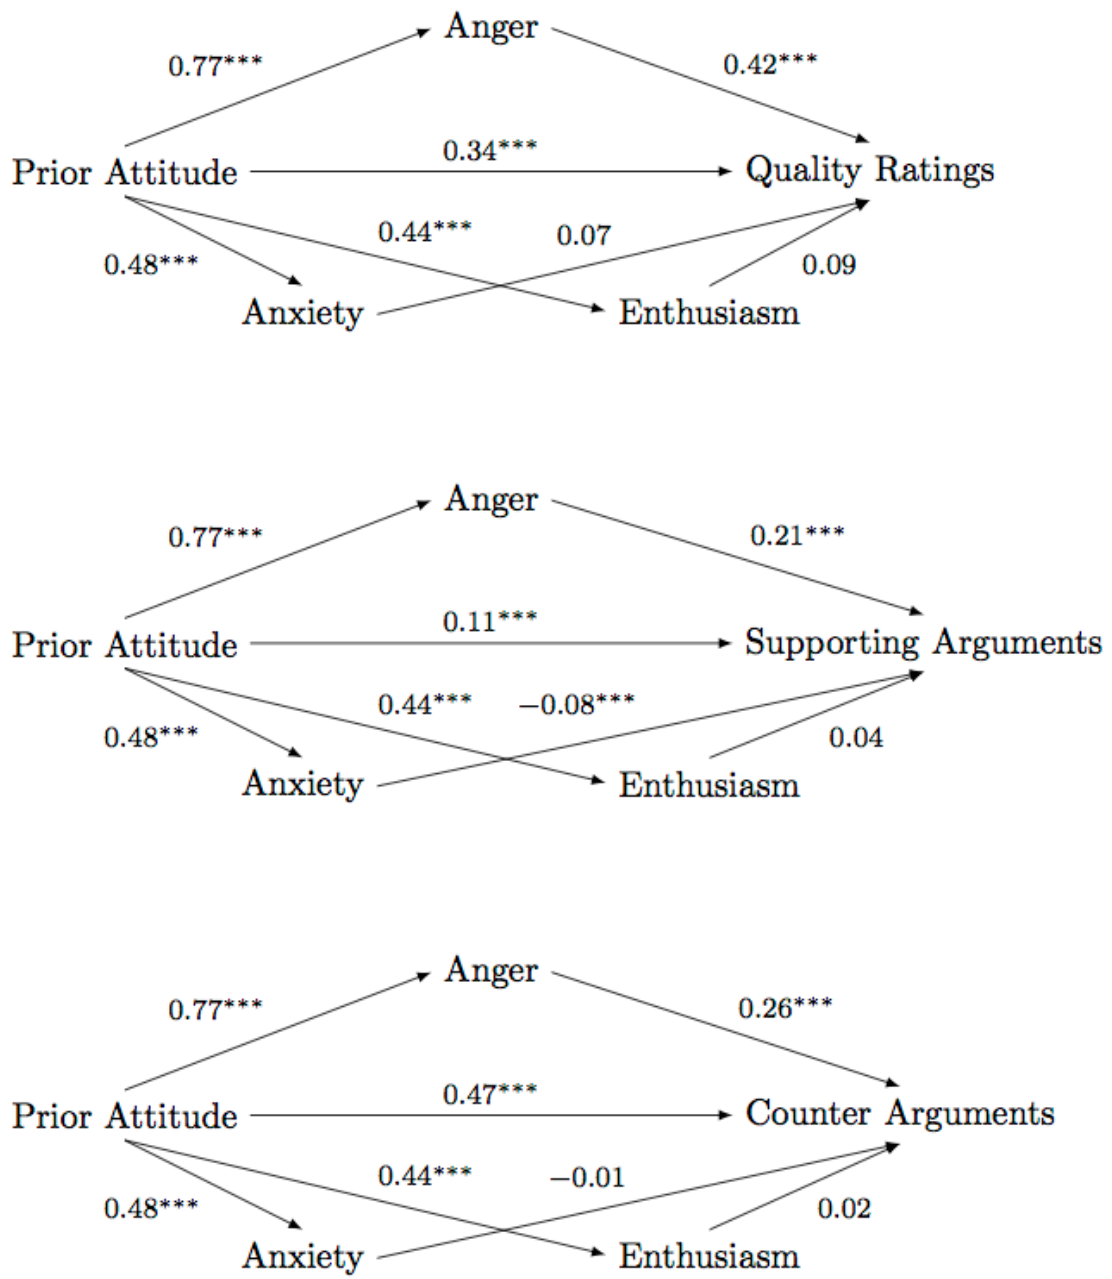 Anger
0.77***
0.42***
0.34***
Prior Attitude
Quality Ratings
0.44***
0.07
0.48***
0.09
Anxiety
Enthusiasm
Anger
0.77***
0.21***
0.11***
Prior Attitude
Supporting Arguments
0.44***
−0.08***
0.48***
0.04
Anxiety
Enthusiasm
Anger
0.77***
0.26***
0.47***
Prior Attitude
Counter Arguments
0.44***
−0.01
0.48***
0.02
Anxiety
Enthusiasm